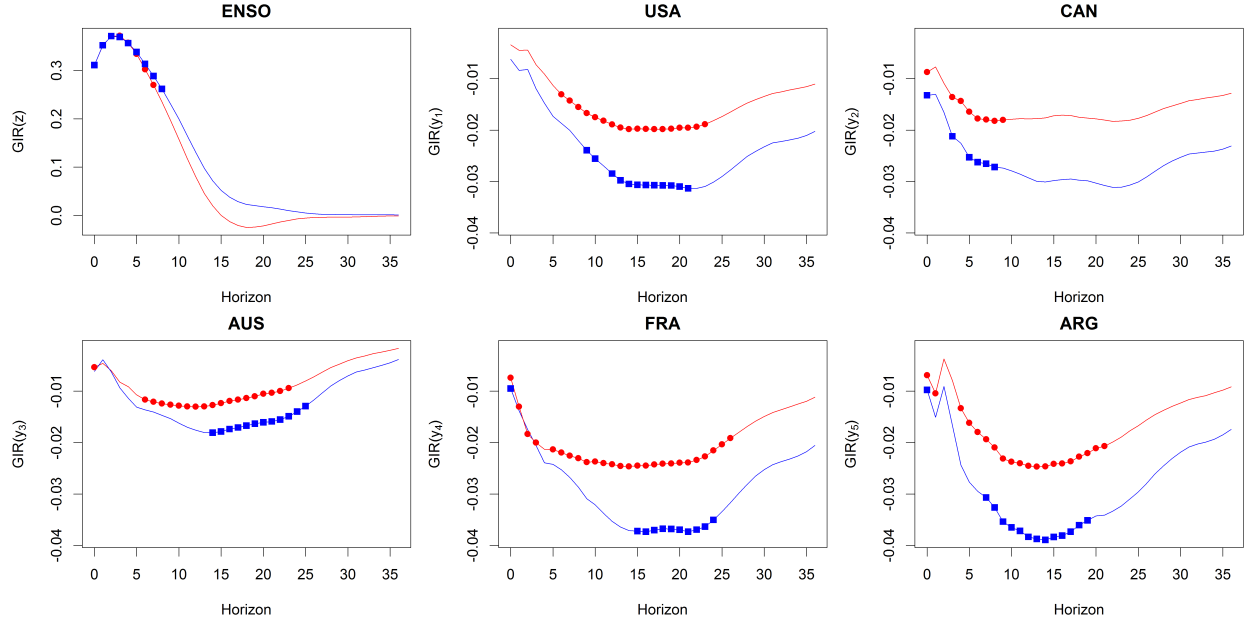 ENSO
GIR(z)
0.3
0.2
0.1
0.0
0 5 10 15 20 25 30 35
Horizon
USA
GIR(y1)
-0.01
-0.02
-0.03
-0.04
0 5 10 15 20 25 30 35
Horizon
CAN
GIR(y2)
-0.01
-0.02
-0.03
-0.04
0 5 10 15 20 25 30 35
Horizon
AUS
GIR(y3)
-0.01
-0.02
-0.03
-0.04
0 5 10 15 20 25 30 35
Horizon
FRA
GIR(y4)
-0.01
-0.02
-0.03
-0.04
0 5 10 15 20 25 30 35
Horizon
ARG
GIR(y5)
-0.01
-0.02
-0.03
-0.04
0 5 10 15 20 25 30 35
Horizon